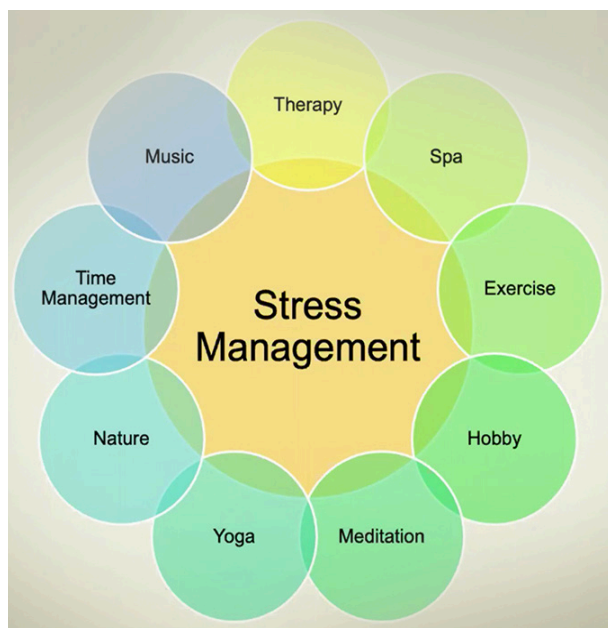 Therapy
Spa
Exercise
Hobby
Meditation
Yoga
Nature
Time
Management
Music
Stress
Management